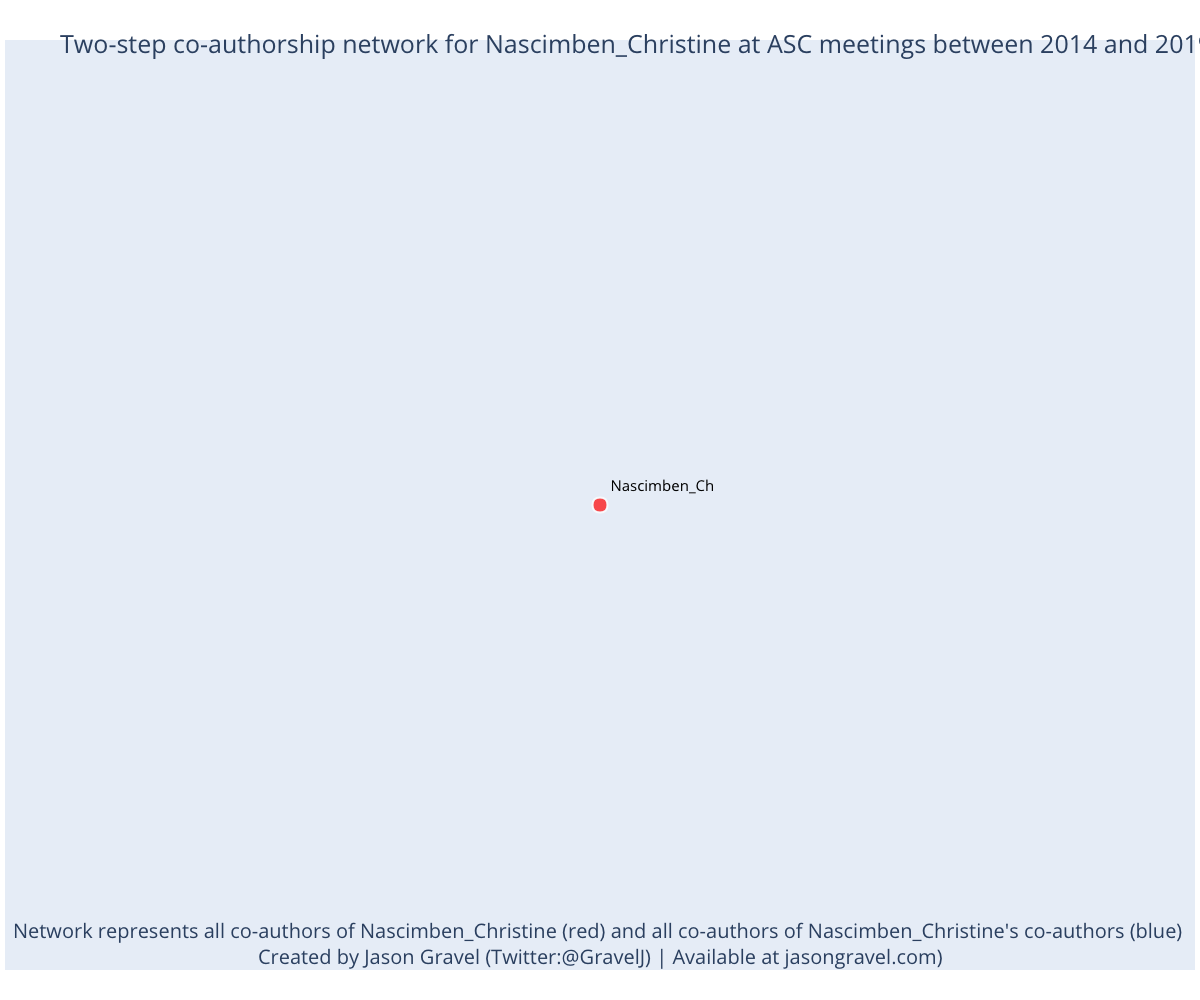 Two-step co-authorship network for Nascimben_Christine at ASC meetings between 2014 and 201
Nascimben_Ch
Network represents all co-authors of Nascimben_Christine (red) and all co-authors of Nascimben_Christine's co-authors (blue)
Created by Jason Gravel (Twitter:@GravelJ) | Available at jasongravel.com)